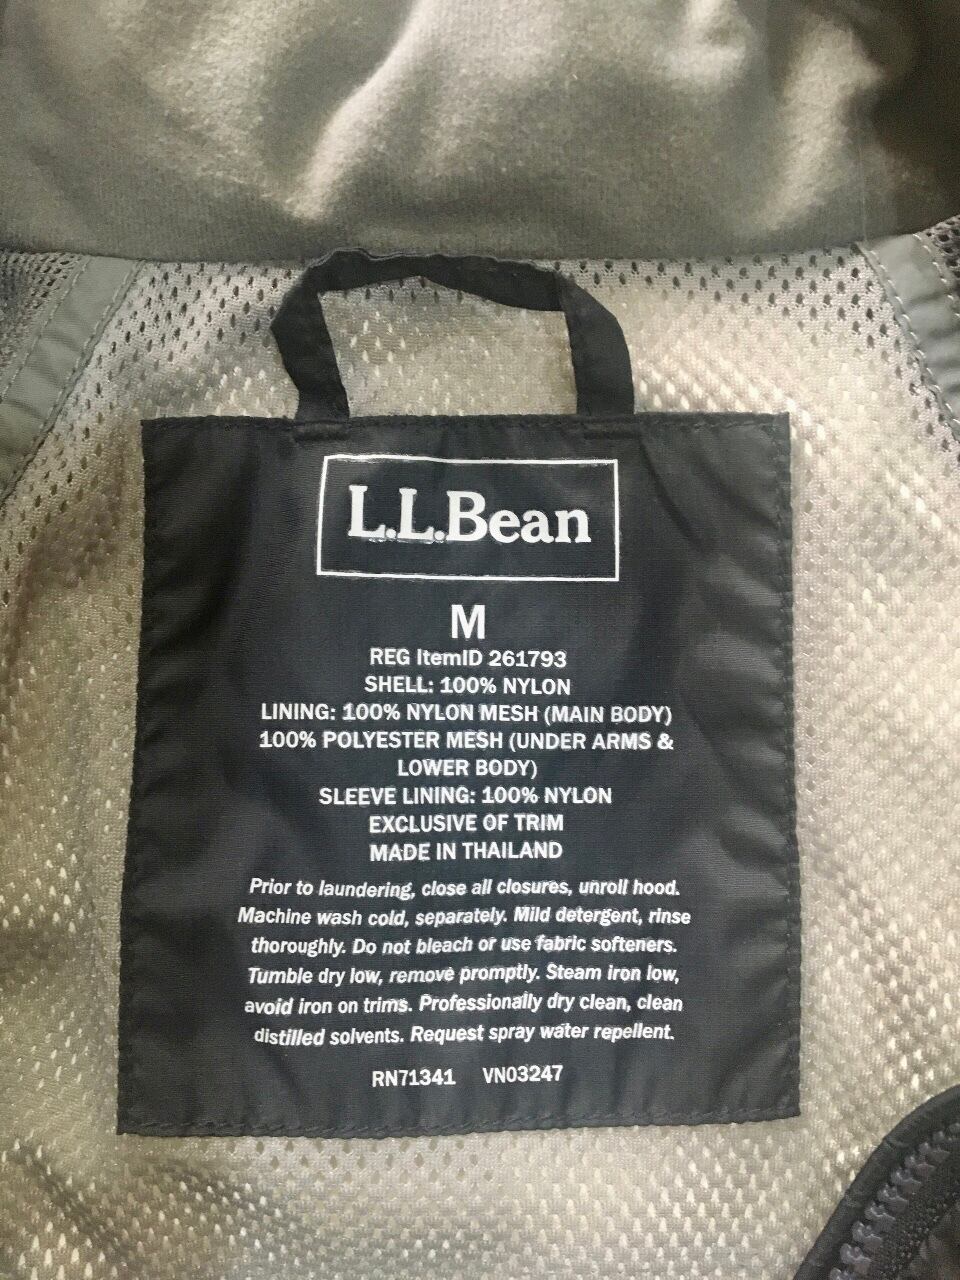 L.L.Bean
M
REG ItemID 261793
SHELL: 100% NYLON
LINING: 100% NYLON MESH (MAIN BODY)
100% POLYESTER MESH (UNDER ARMS &
LOWER BODY)
SLEEVE LINING: 100% NYLON
EXCLUSIVE OF TRIM
MADE IN THAILAND
Prior to laundering, close all closures, unroll hood.
Machine wash cold, separately. Mild detergent, rinse
thoroughly. Do not bleach or use fabric softeners.
Tumble dry low, remove promptly. Steam iron low,
avoid iron on trims. Professionally dry clean, clean
distilled solvents. Request spray water repellent.
RN71341 VN03247